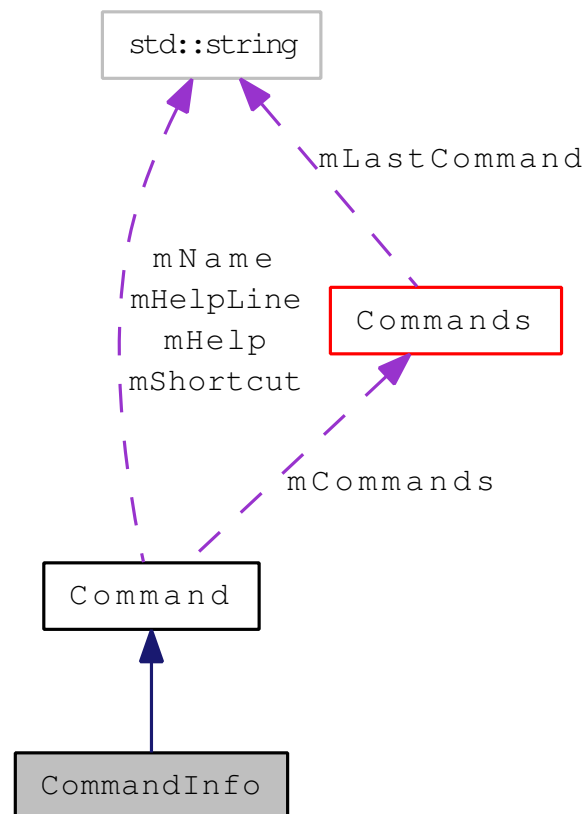 std::string
mLastCommand
mName
mHelpLine
mHelp
mShortcut
Commands
mCommands
Command
CommandInfo